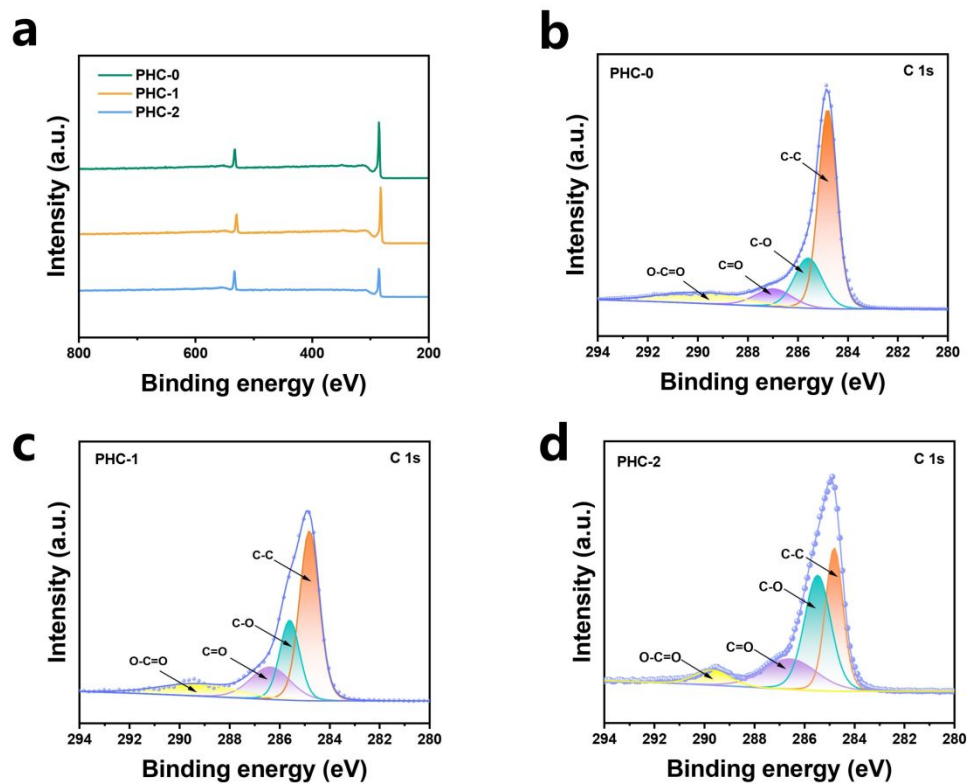 a
PHC-0
PHC-1
PHC-2
Intensity (a.u.)
800 600 400 200
Binding energy (eV)
b
PHC-0 C 1s
C-C
C-O
C=O
O-C=O
Intensity (a.u.)
294 292 290 288 286 284 282 280
Binding energy (eV)
c
PHC-1 C 1s
C-C
C-O
C=O
O-C=O
Intensity (a.u.)
294 292 290 288 286 284 282 280
Binding energy (eV)
d
PHC-2 C 1s
C-C
C-O
C=O
O-C=O
Intensity (a.u.)
294 292 290 288 286 284 282 280
Binding energy (eV)